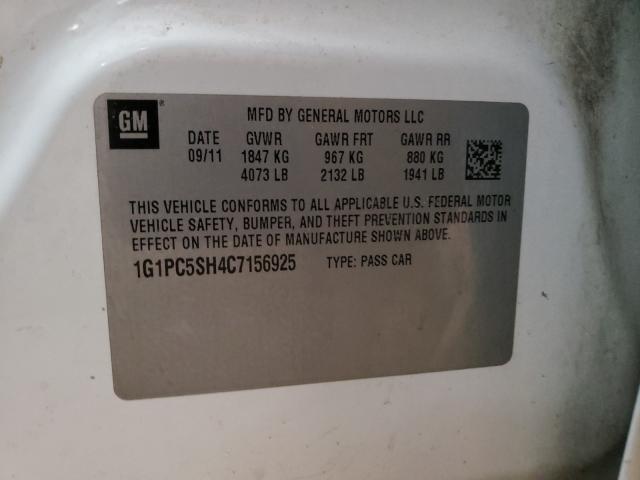 GM®
MFD BY GENERAL MOTORS LLC
DATE GVWR GAWR FRT GAWR RR
09/11 1847 KG 967 KG 880 KG
4073 LB 2132 LB 1941 LB
THIS VEHICLE CONFORMS TO ALL APPLICABLE U.S. FEDERAL MOTOR
VEHICLE SAFETY, BUMPER, AND THEFT PREVENTION STANDARDS IN
EFFECT ON THE DATE OF MANUFACTURE SHOWN ABOVE.
1G1PC5SH4C7156925 TYPE: PASS CAR